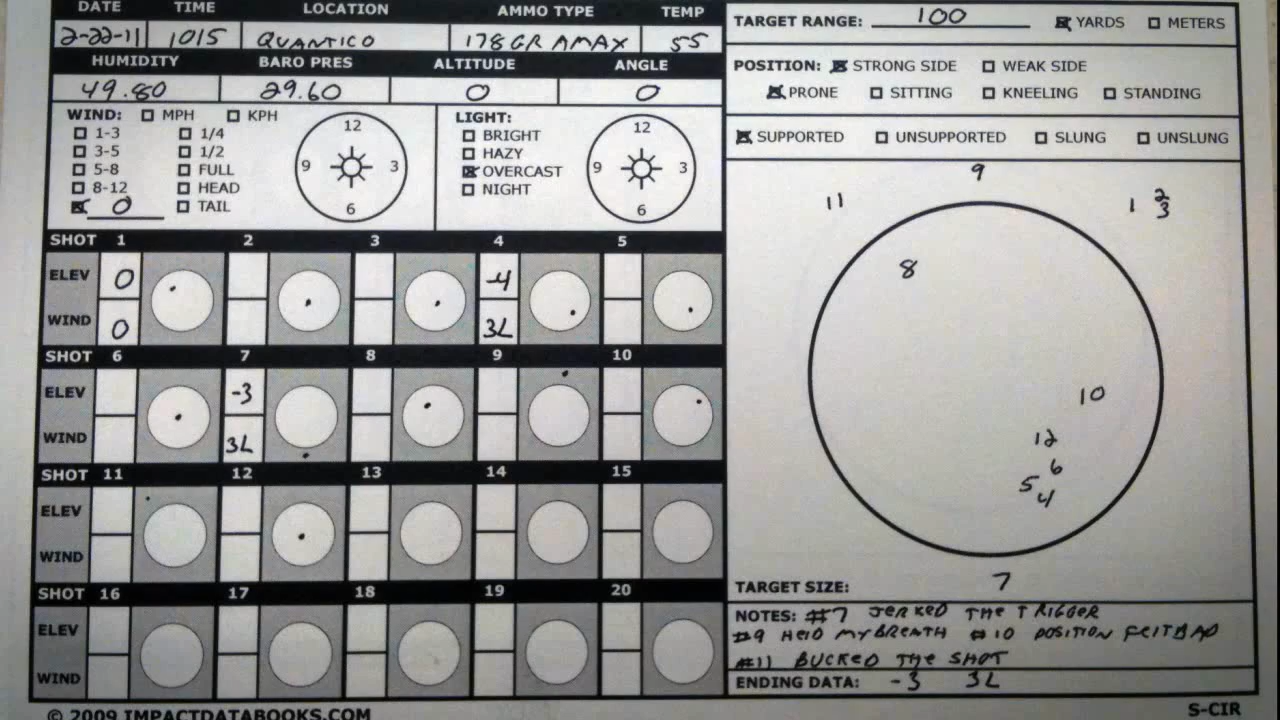 DATE TIME LOCATION AMMO TYPE TEMP
2-22-11 1015 QUANTICO 178GR AMAX 55
HUMIDITY BARO PRES ALTITUDE ANGLE
49.80 29.60 0 0
WIND: MPH KPH
1-3 1/4
3-5 1/2
5-8 FULL
8-12 HEAD
0 TAIL
12
9 3
6
LIGHT:
BRIGHT
HAZY
OVERCAST
NIGHT
12
9 3
6
SHOT 1 2 3 4 5
ELEV 0 -4
WIND 0 3L
SHOT 6 7 8 9 10
ELEV -3
WIND 3L
SHOT 11 12 13 14 15
ELEV
WIND
SHOT 16 17 18 19 20
ELEV
WIND
TARGET RANGE: 100 YARDS METERS
POSITION: STRONG SIDE WEAK SIDE
PRONE SITTING KNEELING STANDING
SUPPORTED UNSUPPORTED SLUNG UNSLUNG
9
11 1 2
3
8
10
12
6
5 4
7
TARGET SIZE:
NOTES: #7 JERKED THE TRIGGER
#9 HELD MY BREATH #10 POSITION FELT BAD
#11 BUCKED THE SHOT
ENDING DATA: -3 3L
© 2009 IMPACTDATABOOKS.COM S-CIR